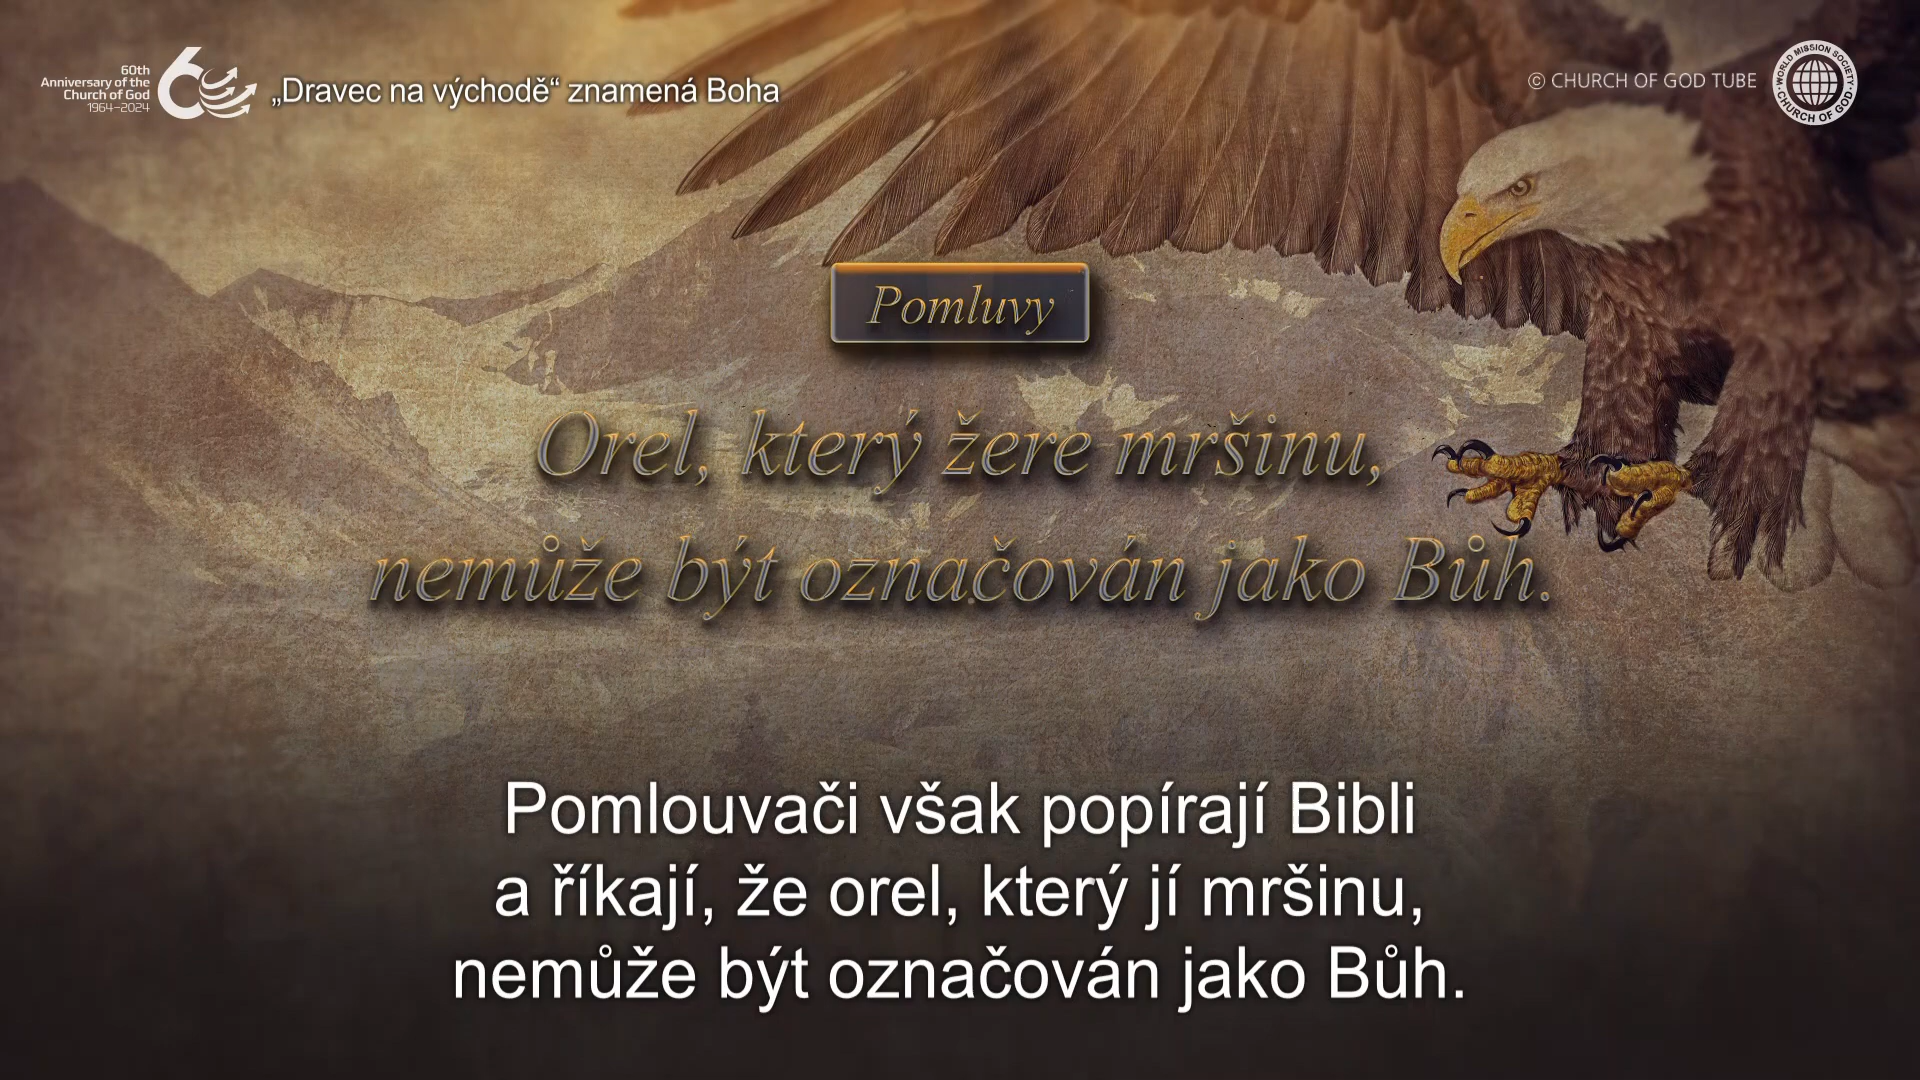 60th
Anniversary of the
Church of God
1964–2024
60
„Dravec na východě“ znamená Boha
© CHURCH OF GOD TUBE
WORLD MISSION SOCIETY
CHURCH OF GOD
Pomluvy
Orel, který žere mršinu,
nemůže být označován jako Bůh.
Pomlouvači však popírají Bibli
a říkají, že orel, který jí mršinu,
nemůže být označován jako Bůh.